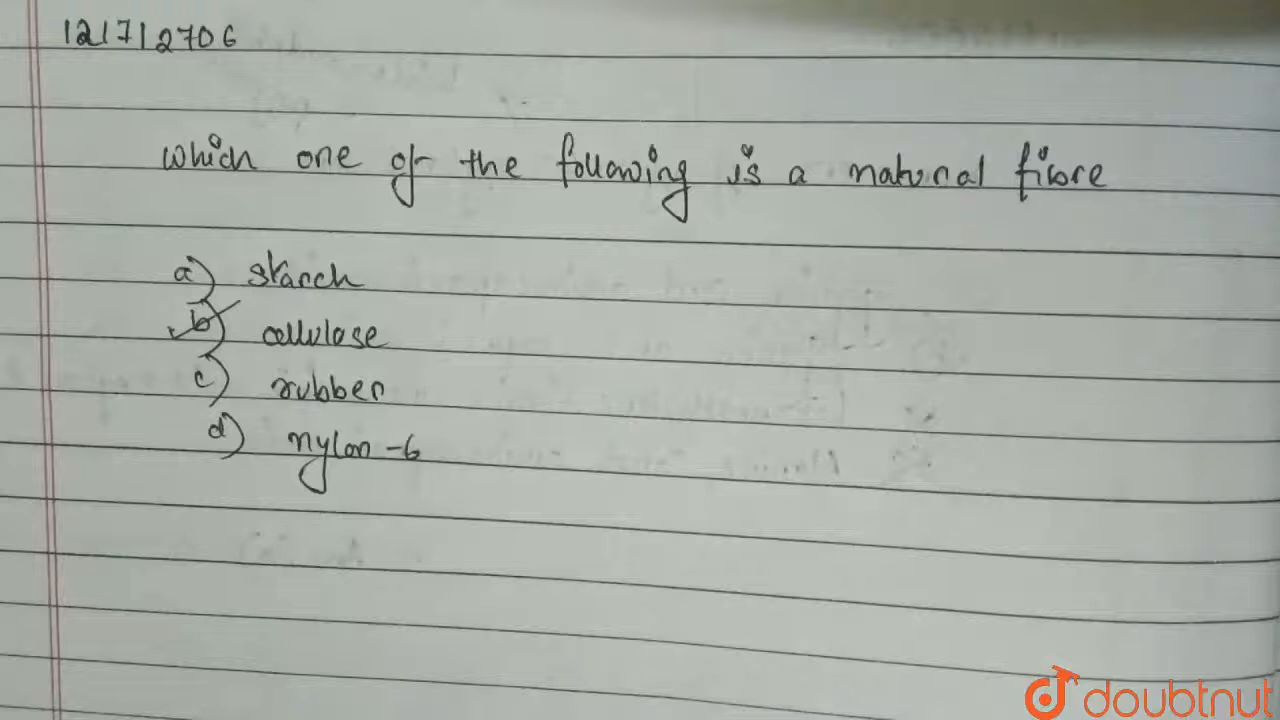 121712706
which one of the following is a natural fibre
a) starch
b) cellulose
c) rubber
d) nylon-6
doubtnut